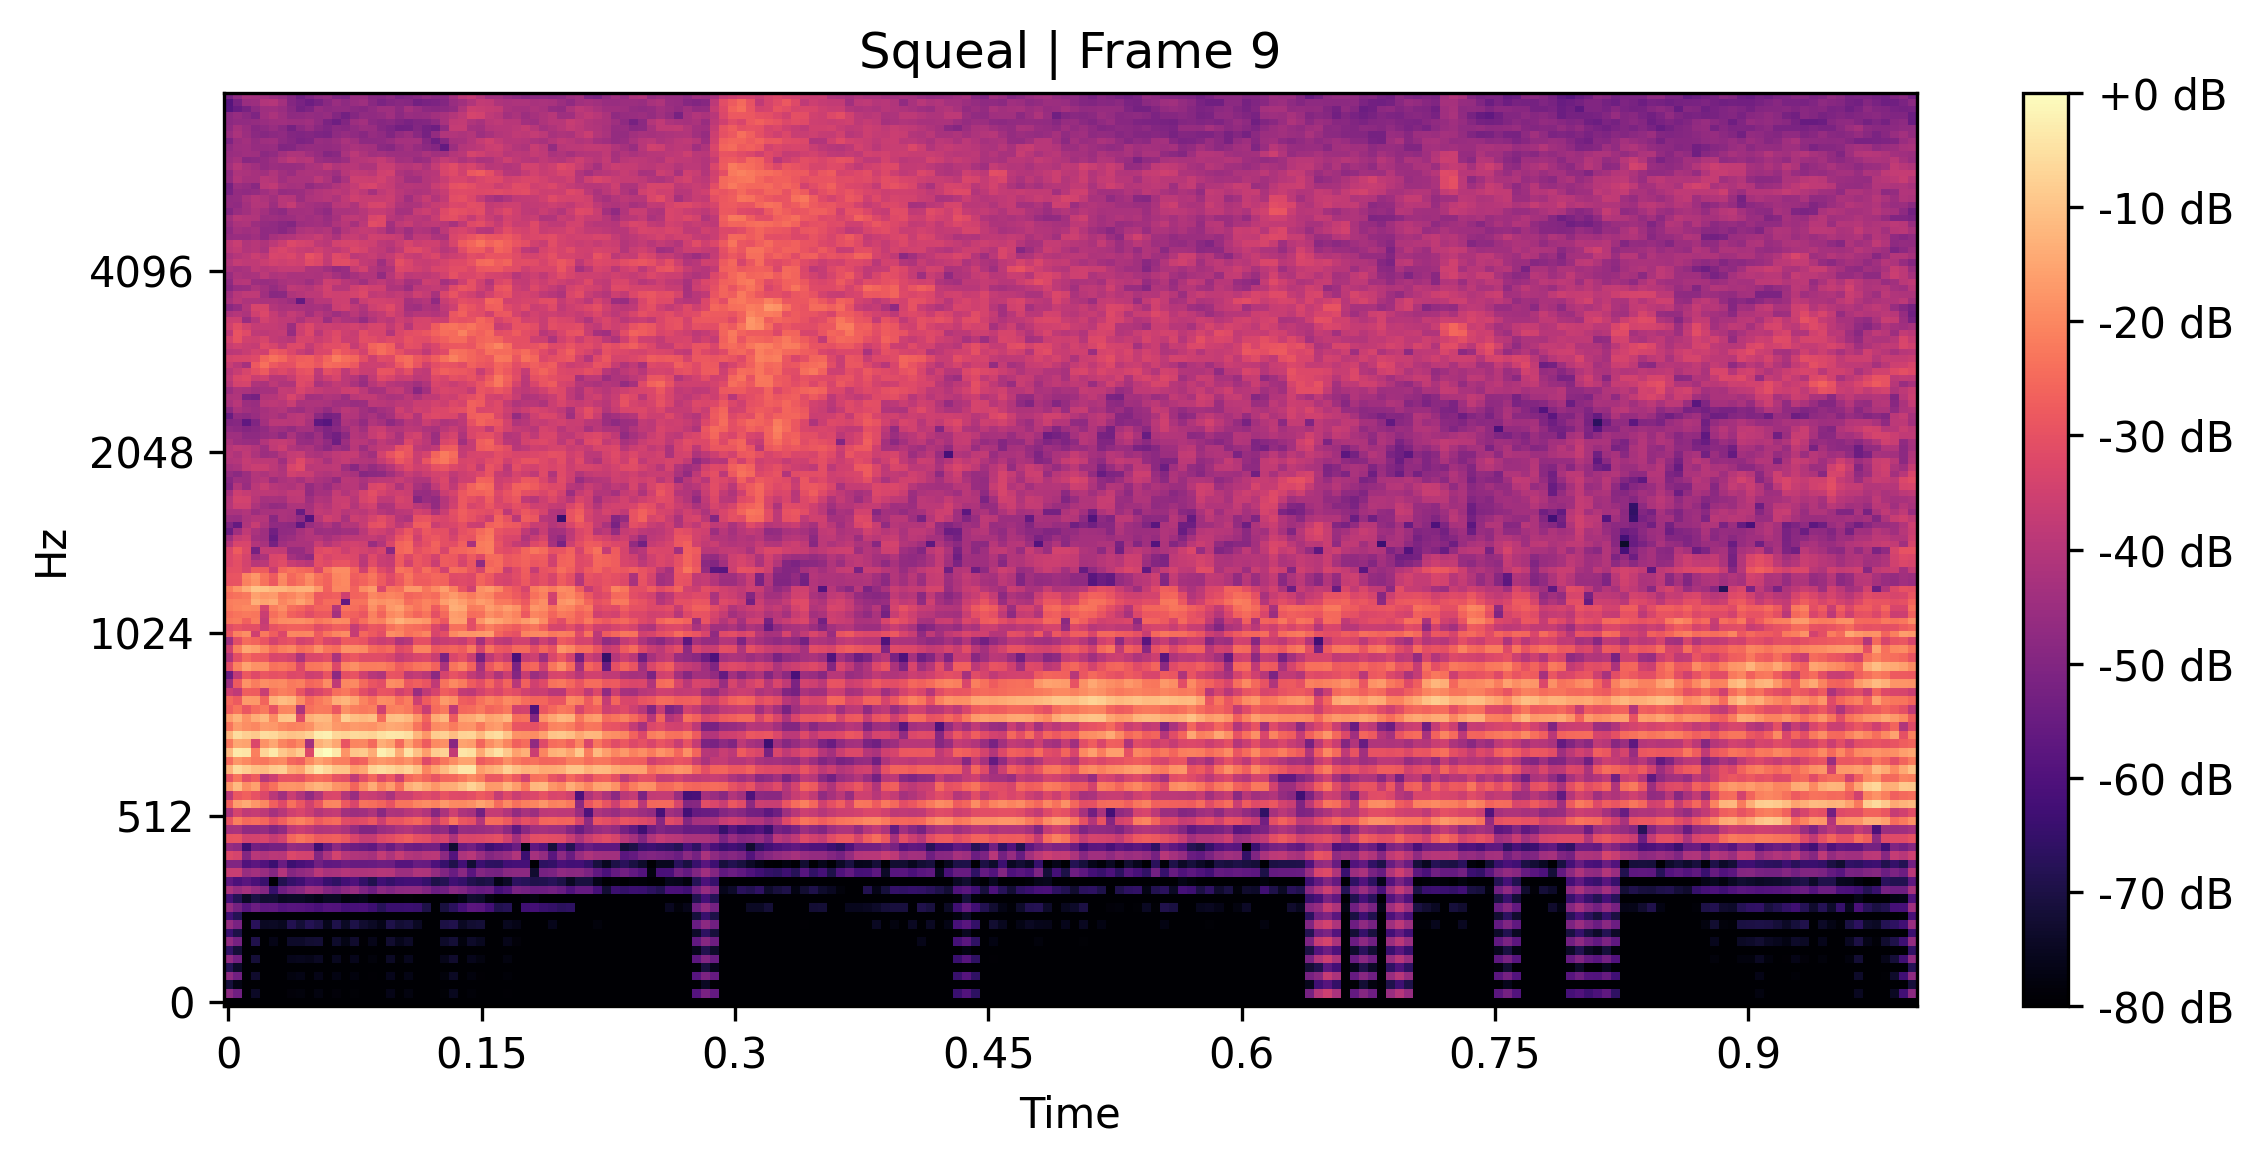 Squeal | Frame 9
Hz
4096
2048
1024
512
0
0 0.15 0.3 0.45 0.6 0.75 0.9
Time
+0 dB
-10 dB
-20 dB
-30 dB
-40 dB
-50 dB
-60 dB
-70 dB
-80 dB